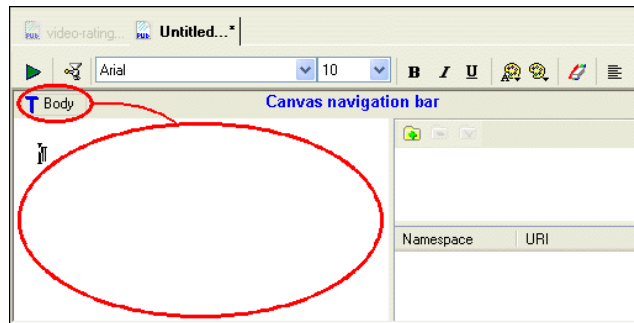 video-rating... Untitled...*
Arial 10 B I U
T Body Canvas navigation bar
Namespace URI